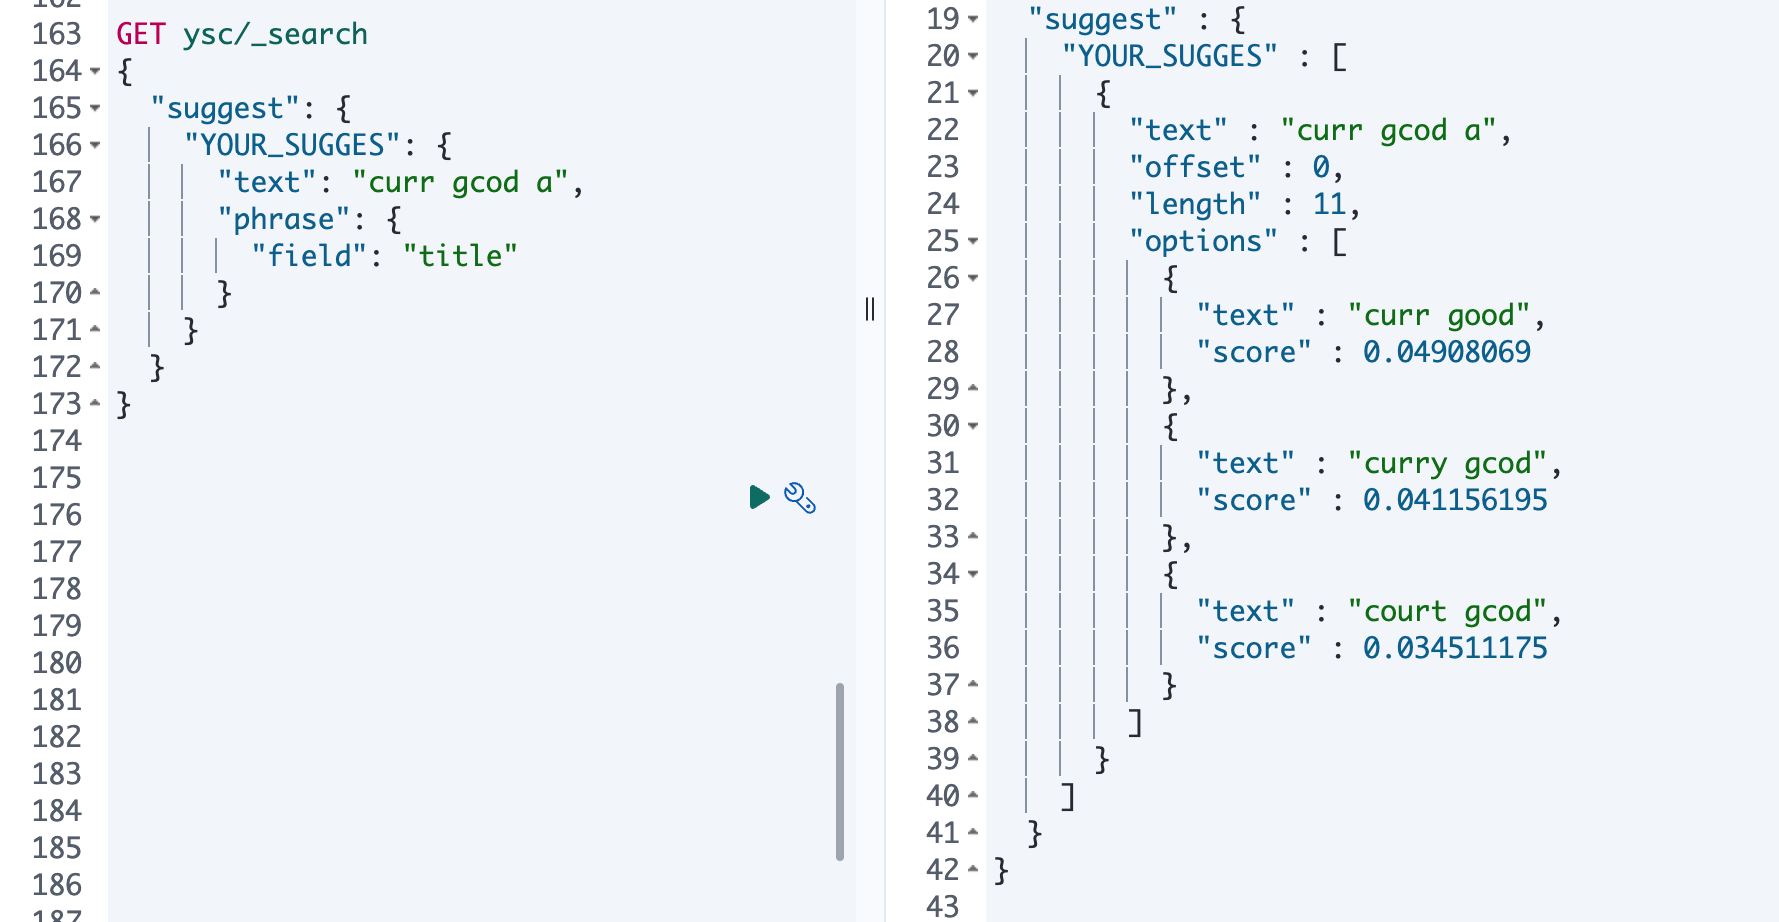 162
163 GET ysc/_search
164 {
165 "suggest": {
166 "YOUR_SUGGES": {
167 "text": "curr gcod a",
168 "phrase": {
169 "field": "title"
170 }
171 }
172 }
173 }
174
175
176
177
178
179
180
181
182
183
184
185
186
187
19 "suggest" : {
20 "YOUR_SUGGES" : [
21 {
22 "text" : "curr gcod a",
23 "offset" : 0,
24 "length" : 11,
25 "options" : [
26 {
27 "text" : "curr good",
28 "score" : 0.04908069
29 },
30 {
31 "text" : "curry gcod",
32 "score" : 0.041156195
33 },
34 {
35 "text" : "court gcod",
36 "score" : 0.034511175
37 }
38 ]
39 }
40 ]
41 }
42 }
43